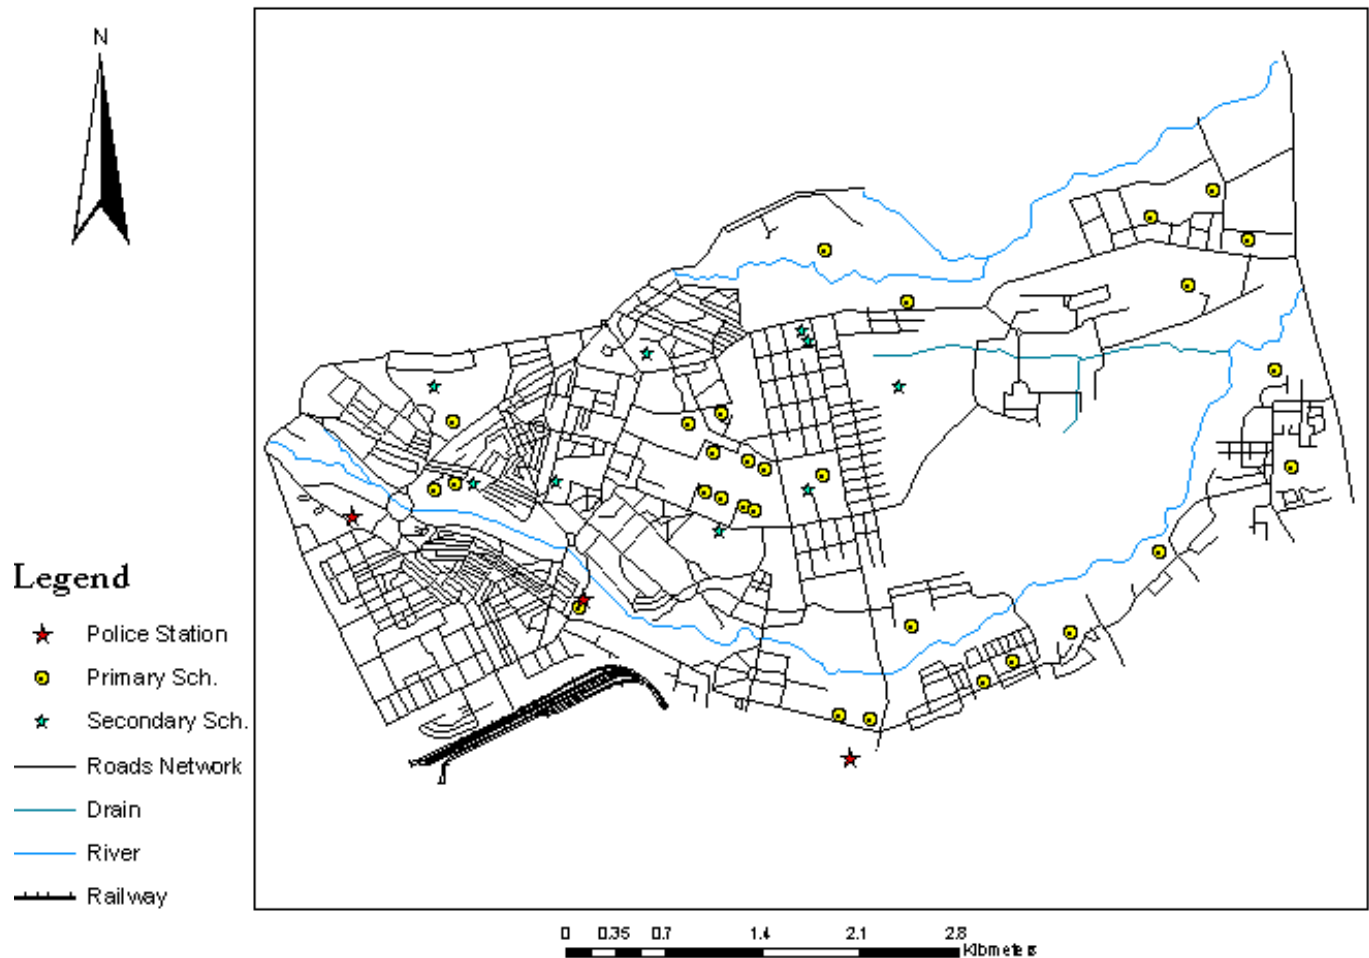 N
Legend
Police Station
Primary Sch.
Secondary Sch.
Roads Network
Drain
River
Railway
0 0.35 0.7 1.4 2.1 2.8
Kilometers